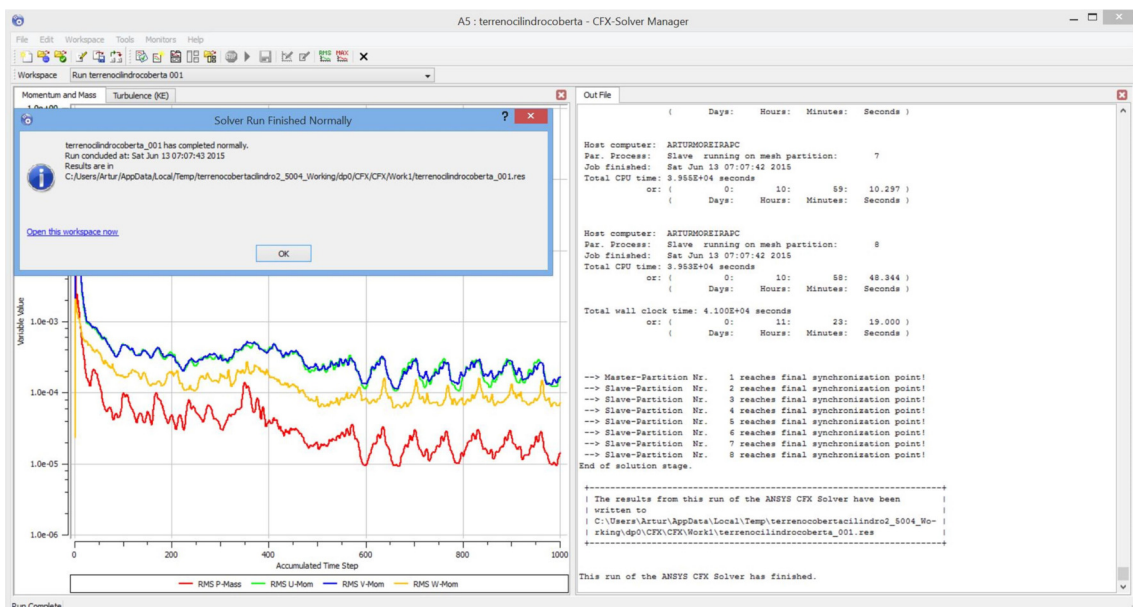 A5 : terrenocilindrocoberta - CFX-Solver Manager
File Edit Workspace Tools Monitors Help
RMS MAX
Workspace Run terrenocilindrocoberta 001
Momentum and Mass Turbulence (KE)
Out File
Solver Run Finished Normally
terrenocilindrocoberta_001 has completed normally.
Run concluded at: Sat Jun 13 07:07:43 2015
Results are in
C:/Users/Artur/AppData/Local/Temp/terrenocobertacilindro2_5004_Working/dp0/CFX/CFX/Work1/terrenocilindrocoberta_001.res
Open this workspace now
OK
Variable Value
1.0e+00
1.0e-03
1.0e-04
1.0e-05
1.0e-06
0 200 400 600 800 1000
Accumulated Time Step
RMS P-Mass RMS U-Mom RMS V-Mom RMS W-Mom
( Days: Hours: Minutes: Seconds )
Host computer: ARTURMOREIRAPC
Par. Process: Slave running on mesh partition: 7
Job finished: Sat Jun 13 07:07:42 2015
Total CPU time: 3.955E+04 seconds
or: ( 0: 10: 59: 10.297 )
( Days: Hours: Minutes: Seconds )
Host computer: ARTURMOREIRAPC
Par. Process: Slave running on mesh partition: 8
Job finished: Sat Jun 13 07:07:42 2015
Total CPU time: 3.953E+04 seconds
or: ( 0: 10: 58: 48.344 )
( Days: Hours: Minutes: Seconds )
Total wall clock time: 4.100E+04 seconds
or: ( 0: 11: 23: 19.000 )
( Days: Hours: Minutes: Seconds )
--> Master-Partition Nr. 1 reaches final synchronization point!
--> Slave-Partition Nr. 2 reaches final synchronization point!
--> Slave-Partition Nr. 3 reaches final synchronization point!
--> Slave-Partition Nr. 4 reaches final synchronization point!
--> Slave-Partition Nr. 5 reaches final synchronization point!
--> Slave-Partition Nr. 6 reaches final synchronization point!
--> Slave-Partition Nr. 7 reaches final synchronization point!
--> Slave-Partition Nr. 8 reaches final synchronization point!
End of solution stage.
+--------------------------------------------------------------------+
| The results from this run of the ANSYS CFX Solver have been |
| written to |
| C:\Users\Artur\AppData\Local\Temp\terrenocobertacilindro2_5004_Wo- |
| rking\dp0\CFX\CFX\Work1\terrenocilindrocoberta_001.res |
+--------------------------------------------------------------------+
This run of the ANSYS CFX Solver has finished.
Run Complete